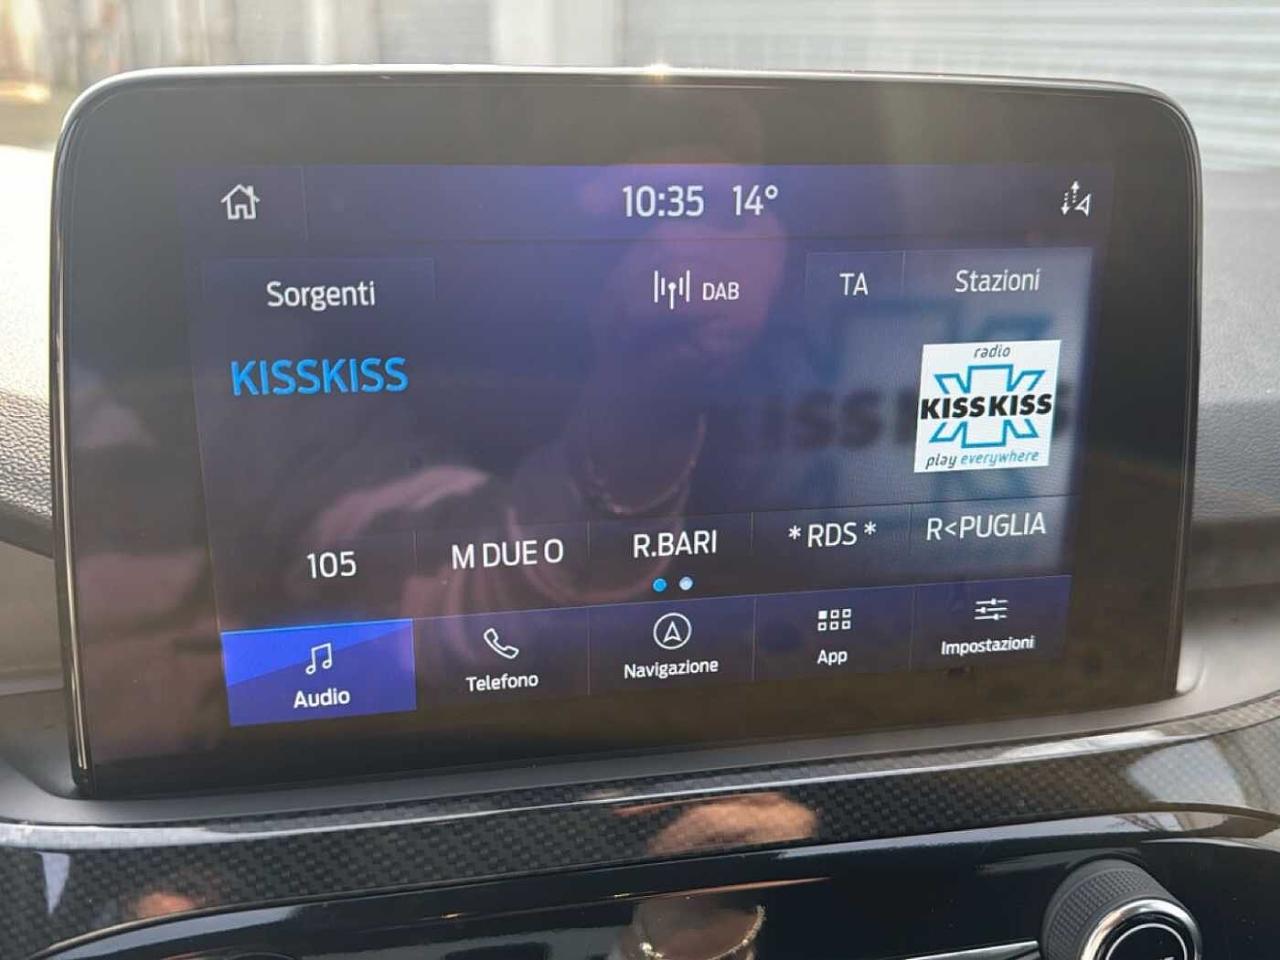 10:35 14°
Sorgenti
DAB
TA
Stazioni
KISSKISS
radio
KISS KISS
play everywhere
105
M DUE O
R.BARI
*RDS*
R<PUGLIA
Audio
Telefono
Navigazione
App
Impostazioni